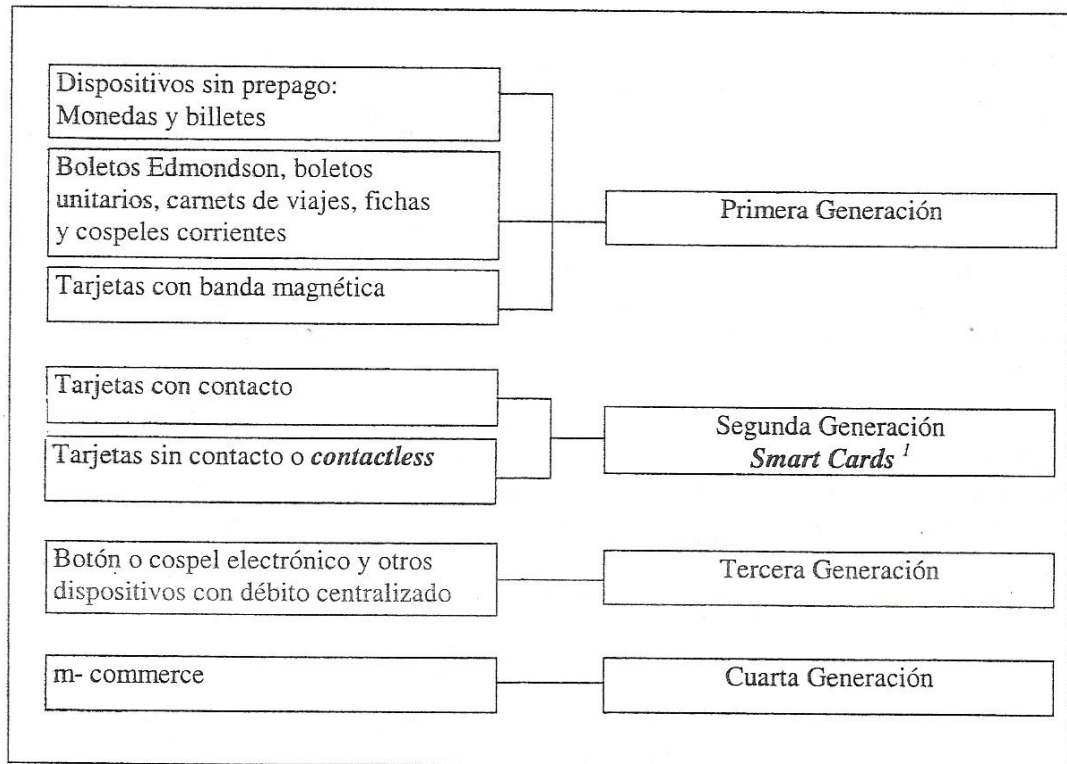 Dispositivos sin prepago:
Monedas y billetes
Boletos Edmondson, boletos
unitarios, carnets de viajes, fichas
y cospeles corrientes
Primera Generación
Tarjetas con banda magnética
Tarjetas con contacto
Tarjetas sin contacto o contactless
Segunda Generación
Smart Cards 1
Botón o cospel electrónico y otros
dispositivos con débito centralizado
Tercera Generación
m- commerce
Cuarta Generación